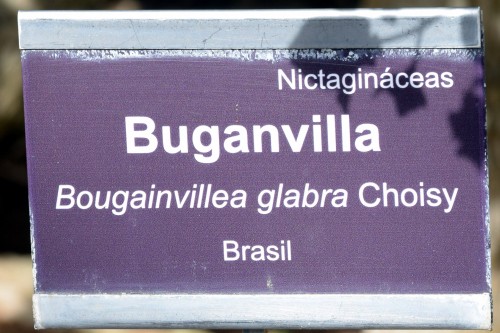 Nictagináceas
Buganvilla
Bougainvillea glabra Choisy
Brasil